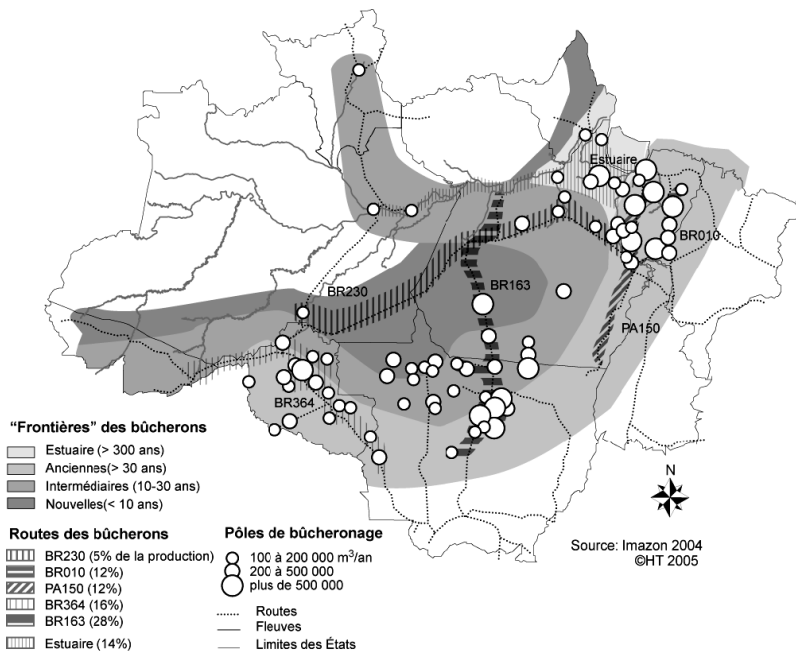 Estuaire
BR010
BR230
BR163
PA150
BR364
"Frontières" des bûcherons
Estuaire (> 300 ans)
Anciennes(> 30 ans)
Intermédiaires (10-30 ans)
Nouvelles(< 10 ans)
Routes des bûcherons
BR230 (5% de la production)
BR010 (12%)
PA150 (12%)
BR364 (16%)
BR163 (28%)
Estuaire (14%)
Pôles de bûcheronage
100 à 200 000 m³/an
200 à 500 000
plus de 500 000
Routes
Fleuves
Limites des États
N
Source: Imazon 2004
©HT 2005